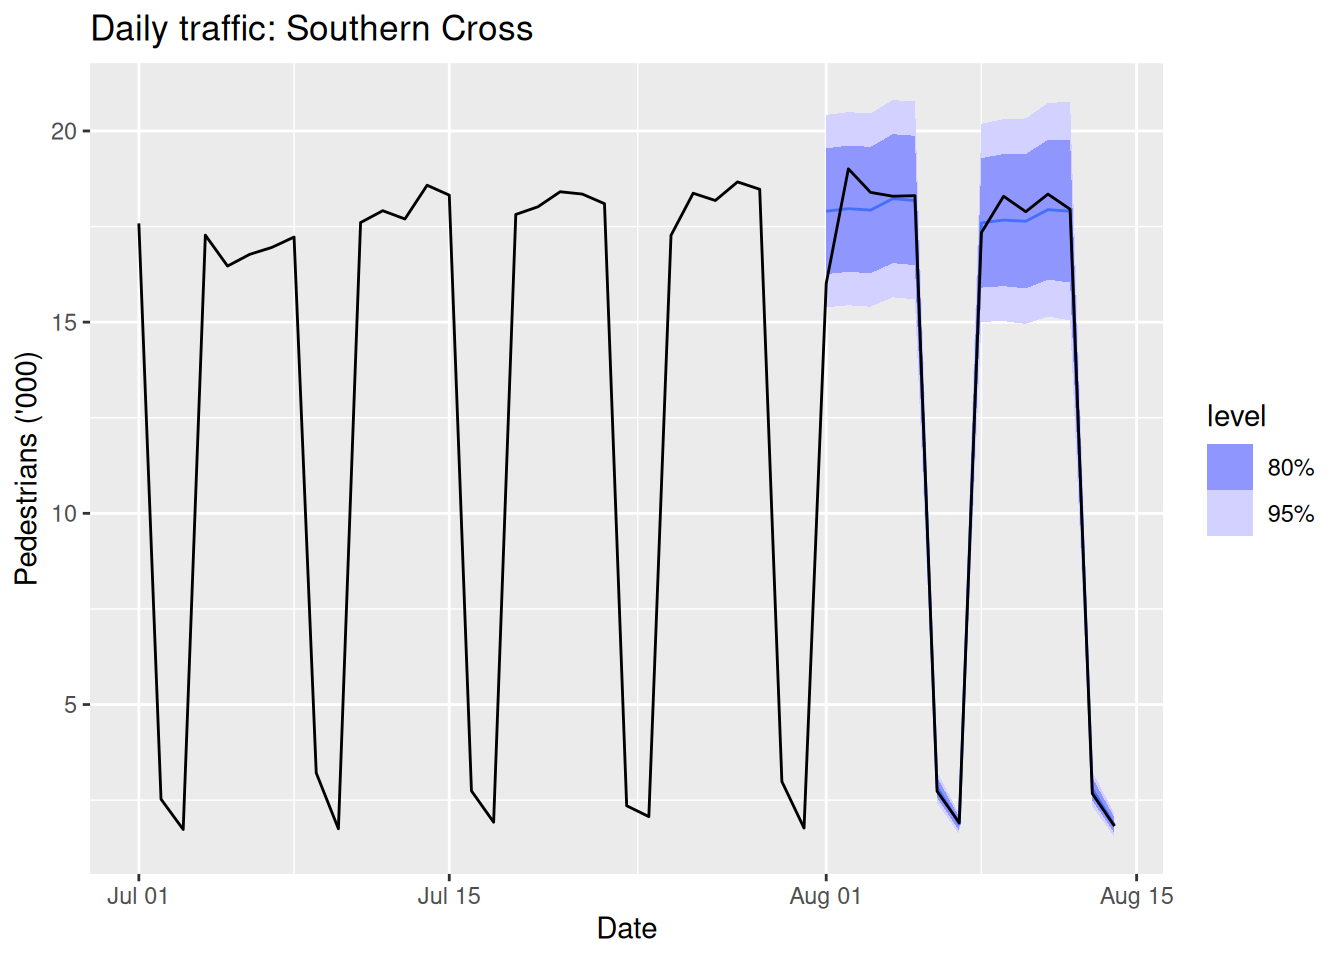 Daily traffic: Southern Cross
20
15
10
5
Pedestrians ('000)
Jul 01
Jul 15
Aug 01
Aug 15
Date
level
80%
95%